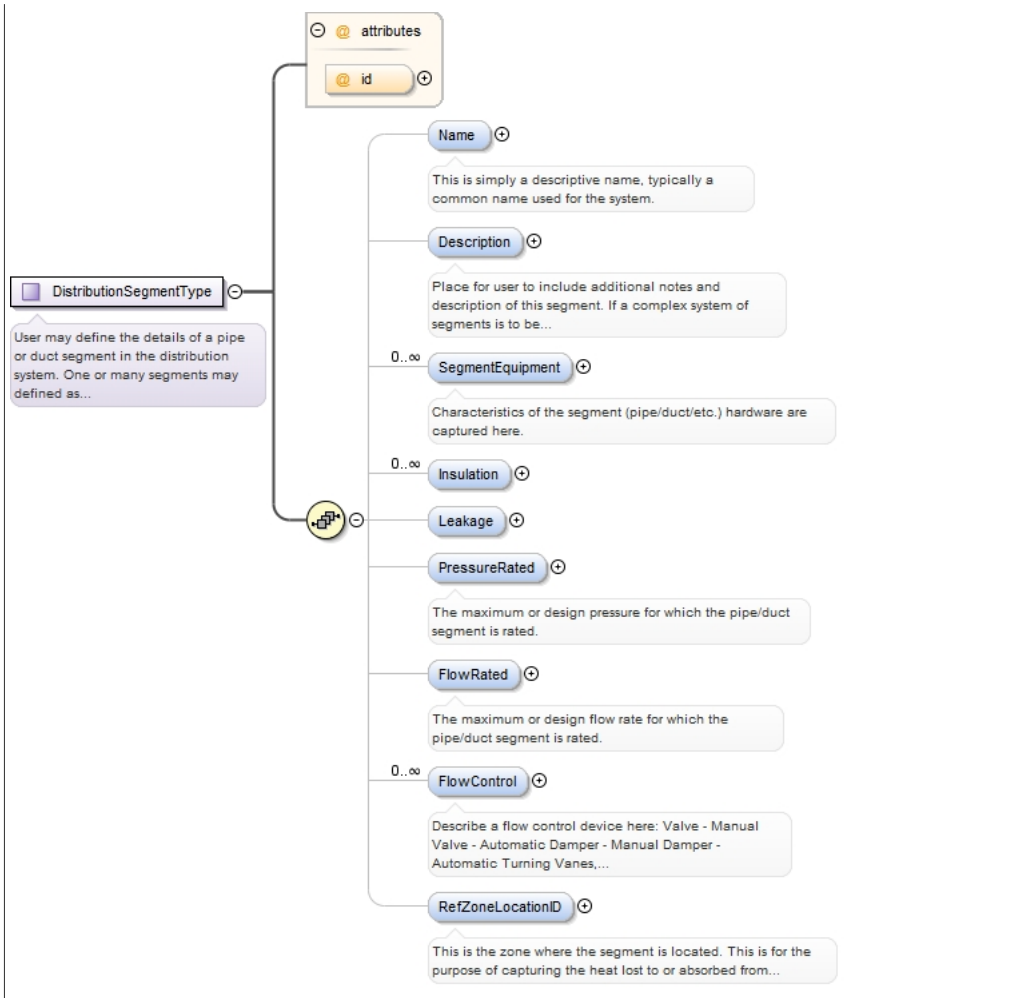 @ attributes
@ id
Name
This is simply a descriptive name, typically a
common name used for the system.
Description
Place for user to include additional notes and
description of this segment. If a complex system of
segments is to be...
DistributionSegmentType
User may define the details of a pipe
or duct segment in the distribution
system. One or many segments may
defined as...
0..∞
SegmentEquipment
Characteristics of the segment (pipe/duct/etc.) hardware are
captured here.
0..∞
Insulation
Leakage
PressureRated
The maximum or design pressure for which the pipe/duct
segment is rated.
FlowRated
The maximum or design flow rate for which the
pipe/duct segment is rated.
0..∞
FlowControl
Describe a flow control device here: Valve - Manual
Valve - Automatic Damper - Manual Damper -
Automatic Turning Vanes,...
RefZoneLocationID
This is the zone where the segment is located. This is for the
purpose of capturing the heat lost to or absorbed from...